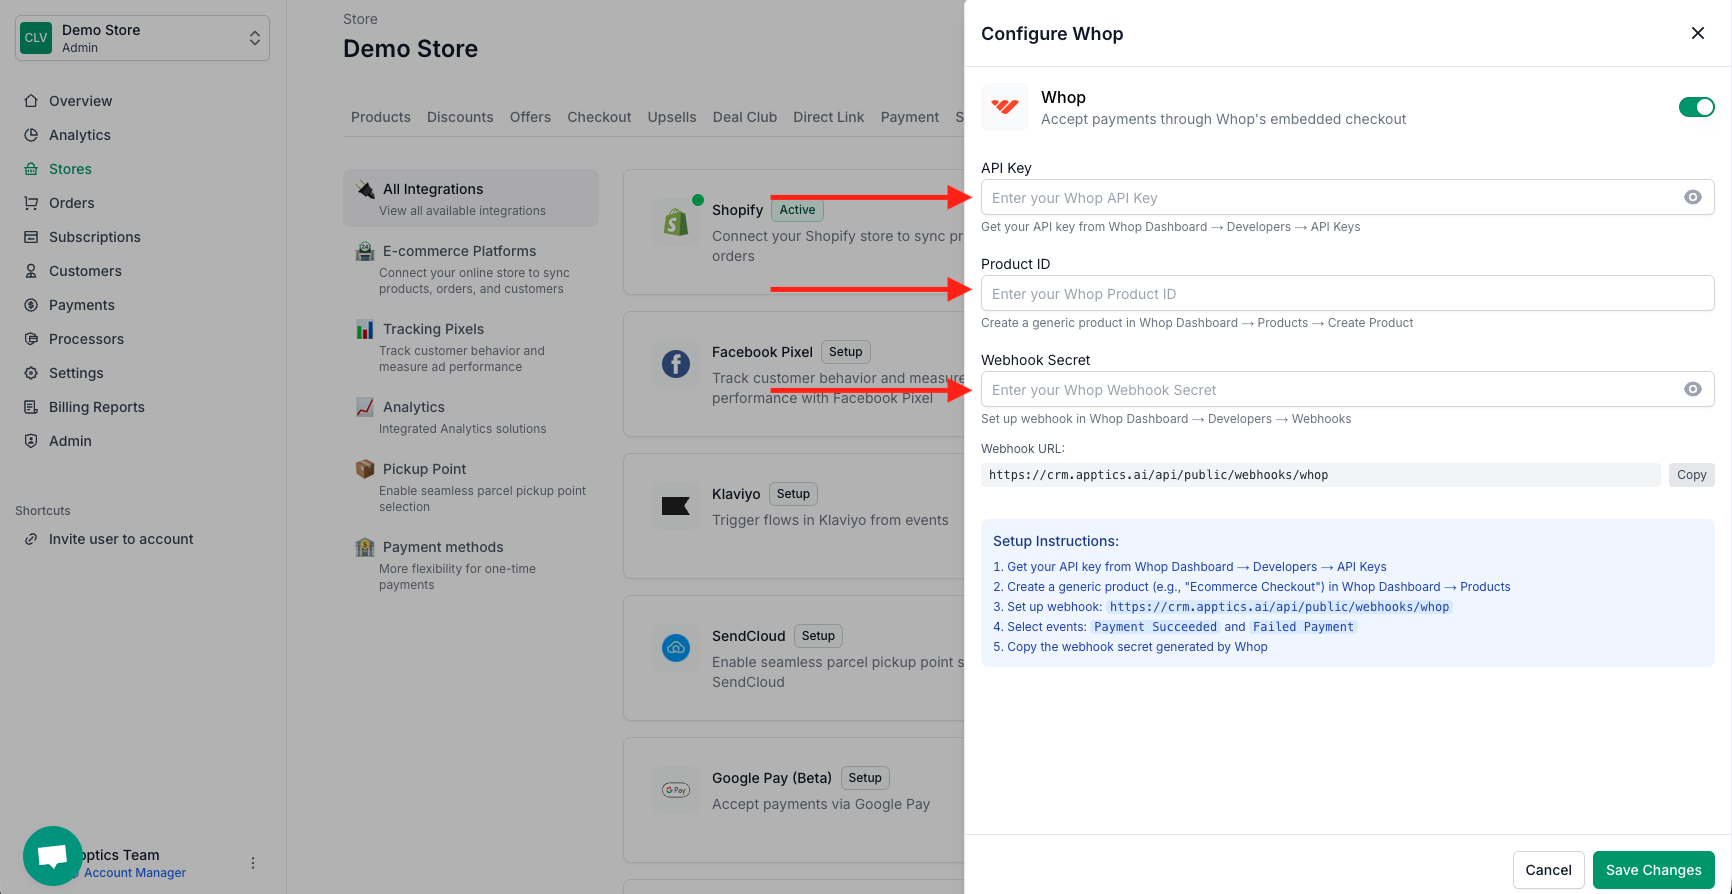 CLV
Demo Store
Admin
Overview
Analytics
Stores
Orders
Subscriptions
Customers
Payments
Processors
Settings
Billing Reports
Admin
Shortcuts
Invite user to account
Team
Account Manager
Store
Demo Store
Products Discounts Offers Checkout Upsells Deal Club Direct Link Payment
All Integrations
View all available integrations
E-commerce Platforms
Connect your online store to sync
products, orders, and customers
Tracking Pixels
Track customer behavior and
measure ad performance
Analytics
Integrated Analytics solutions
Pickup Point
Enable seamless parcel pickup point
selection
Payment methods
More flexibility for one-time
payments
Shopify Active
Connect your Shopify store to sync
orders
Facebook Pixel Setup
Track customer behavior and measure
performance with Facebook Pixel
Klaviyo Setup
Trigger flows in Klaviyo from events
SendCloud Setup
Enable seamless parcel pickup point
SendCloud
G Pay
Google Pay (Beta) Setup
Accept payments via Google Pay
Configure Whop
Whop
Accept payments through Whop's embedded checkout
API Key
Enter your Whop API Key
Get your API key from Whop Dashboard → Developers → API Keys
Product ID
Enter your Whop Product ID
Create a generic product in Whop Dashboard → Products → Create Product
Webhook Secret
Enter your Whop Webhook Secret
Set up webhook in Whop Dashboard → Developers → Webhooks
Webhook URL:
https://crm.apptics.ai/api/public/webhooks/whop Copy
Setup Instructions:
1. Get your API key from Whop Dashboard → Developers → API Keys
2. Create a generic product (e.g., "Ecommerce Checkout") in Whop Dashboard → Products
3. Set up webhook: https://crm.apptics.ai/api/public/webhooks/whop
4. Select events: Payment Succeeded and Failed Payment
5. Copy the webhook secret generated by Whop
Cancel Save Changes